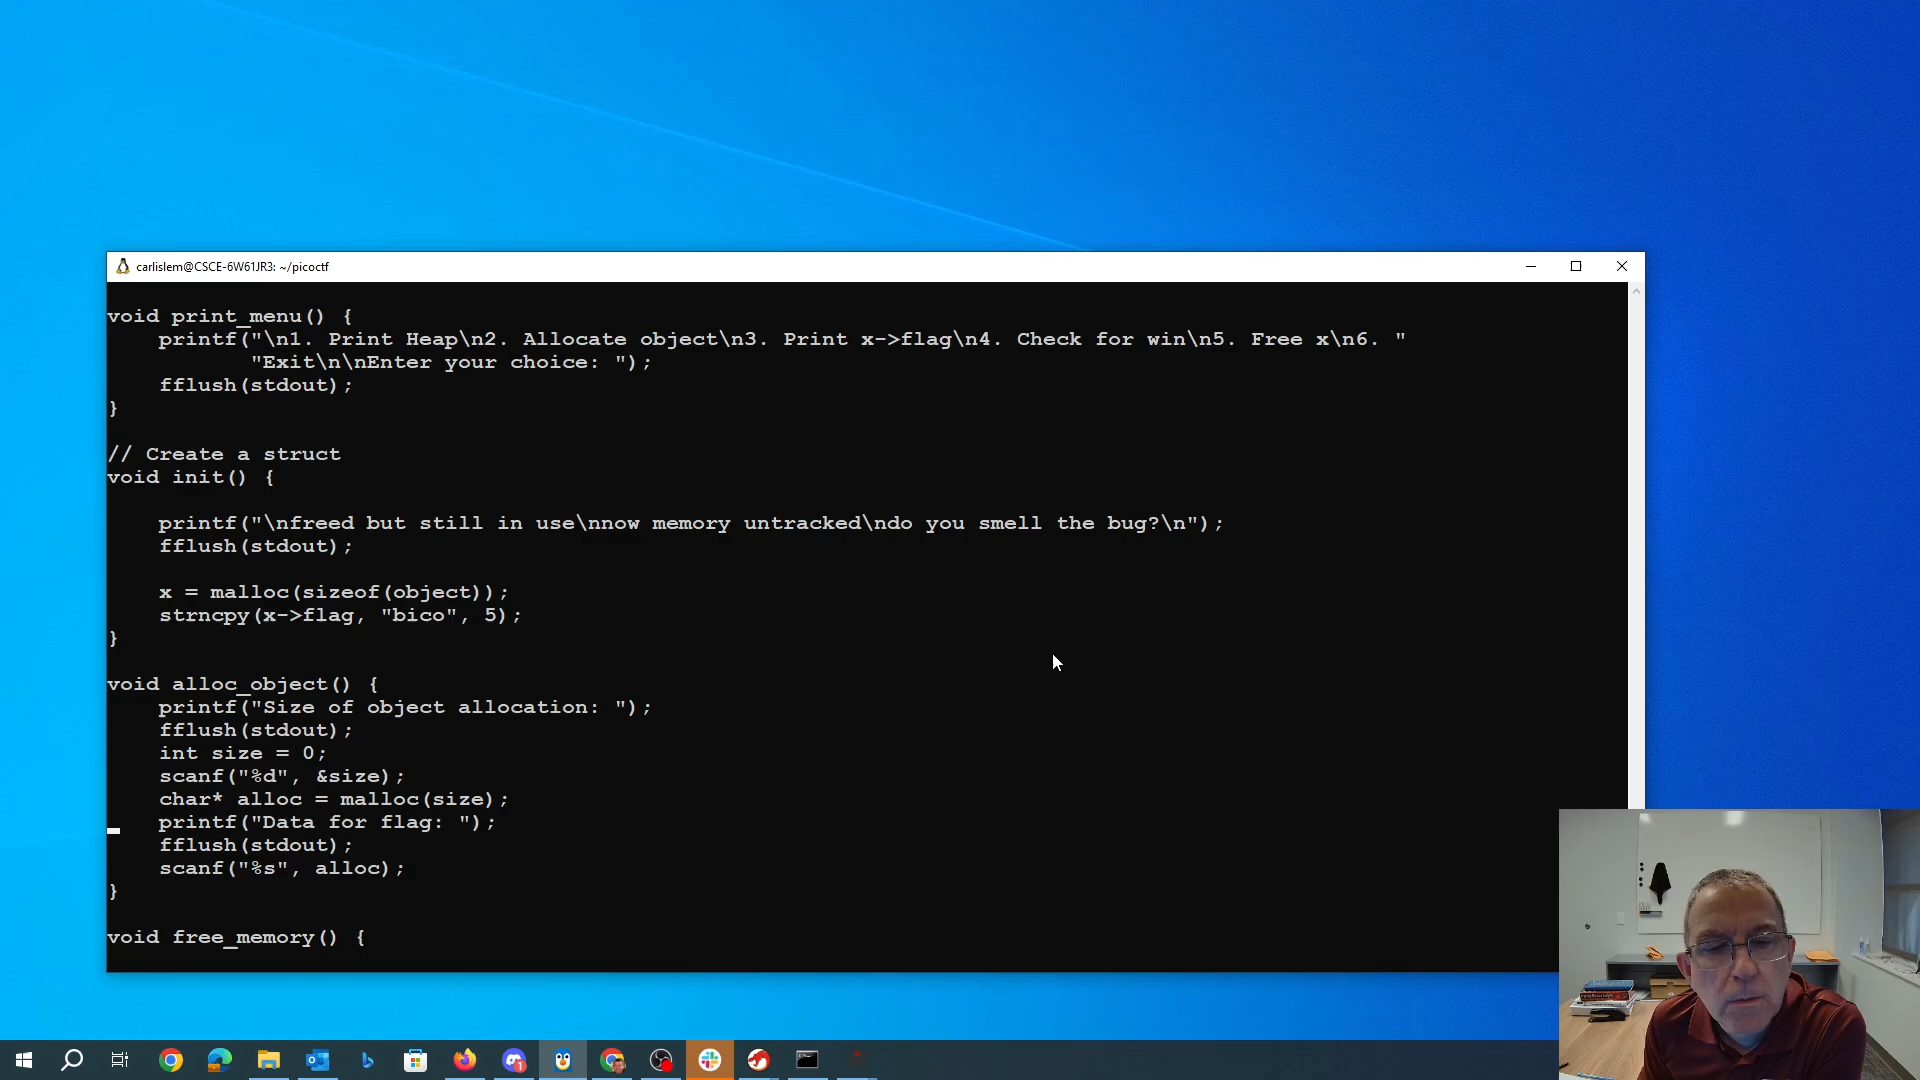 carlislem@CSCE-6W61JR3: ~/picoctf
void print_menu() {
    printf("\n1. Print Heap\n2. Allocate object\n3. Print x->flag\n4. Check for win\n5. Free x\n6. "
           "Exit\n\nEnter your choice: ");
    fflush(stdout);
}
// Create a struct
void init() {
    printf("\nfreed but still in use\nnow memory untracked\ndo you smell the bug?\n");
    fflush(stdout);
    x = malloc(sizeof(object));
    strncpy(x->flag, "bico", 5);
}
void alloc_object() {
    printf("Size of object allocation: ");
    fflush(stdout);
    int size = 0;
    scanf("%d", &size);
    char* alloc = malloc(size);
    printf("Data for flag: ");
    fflush(stdout);
    scanf("%s", alloc);
}
void free_memory() {